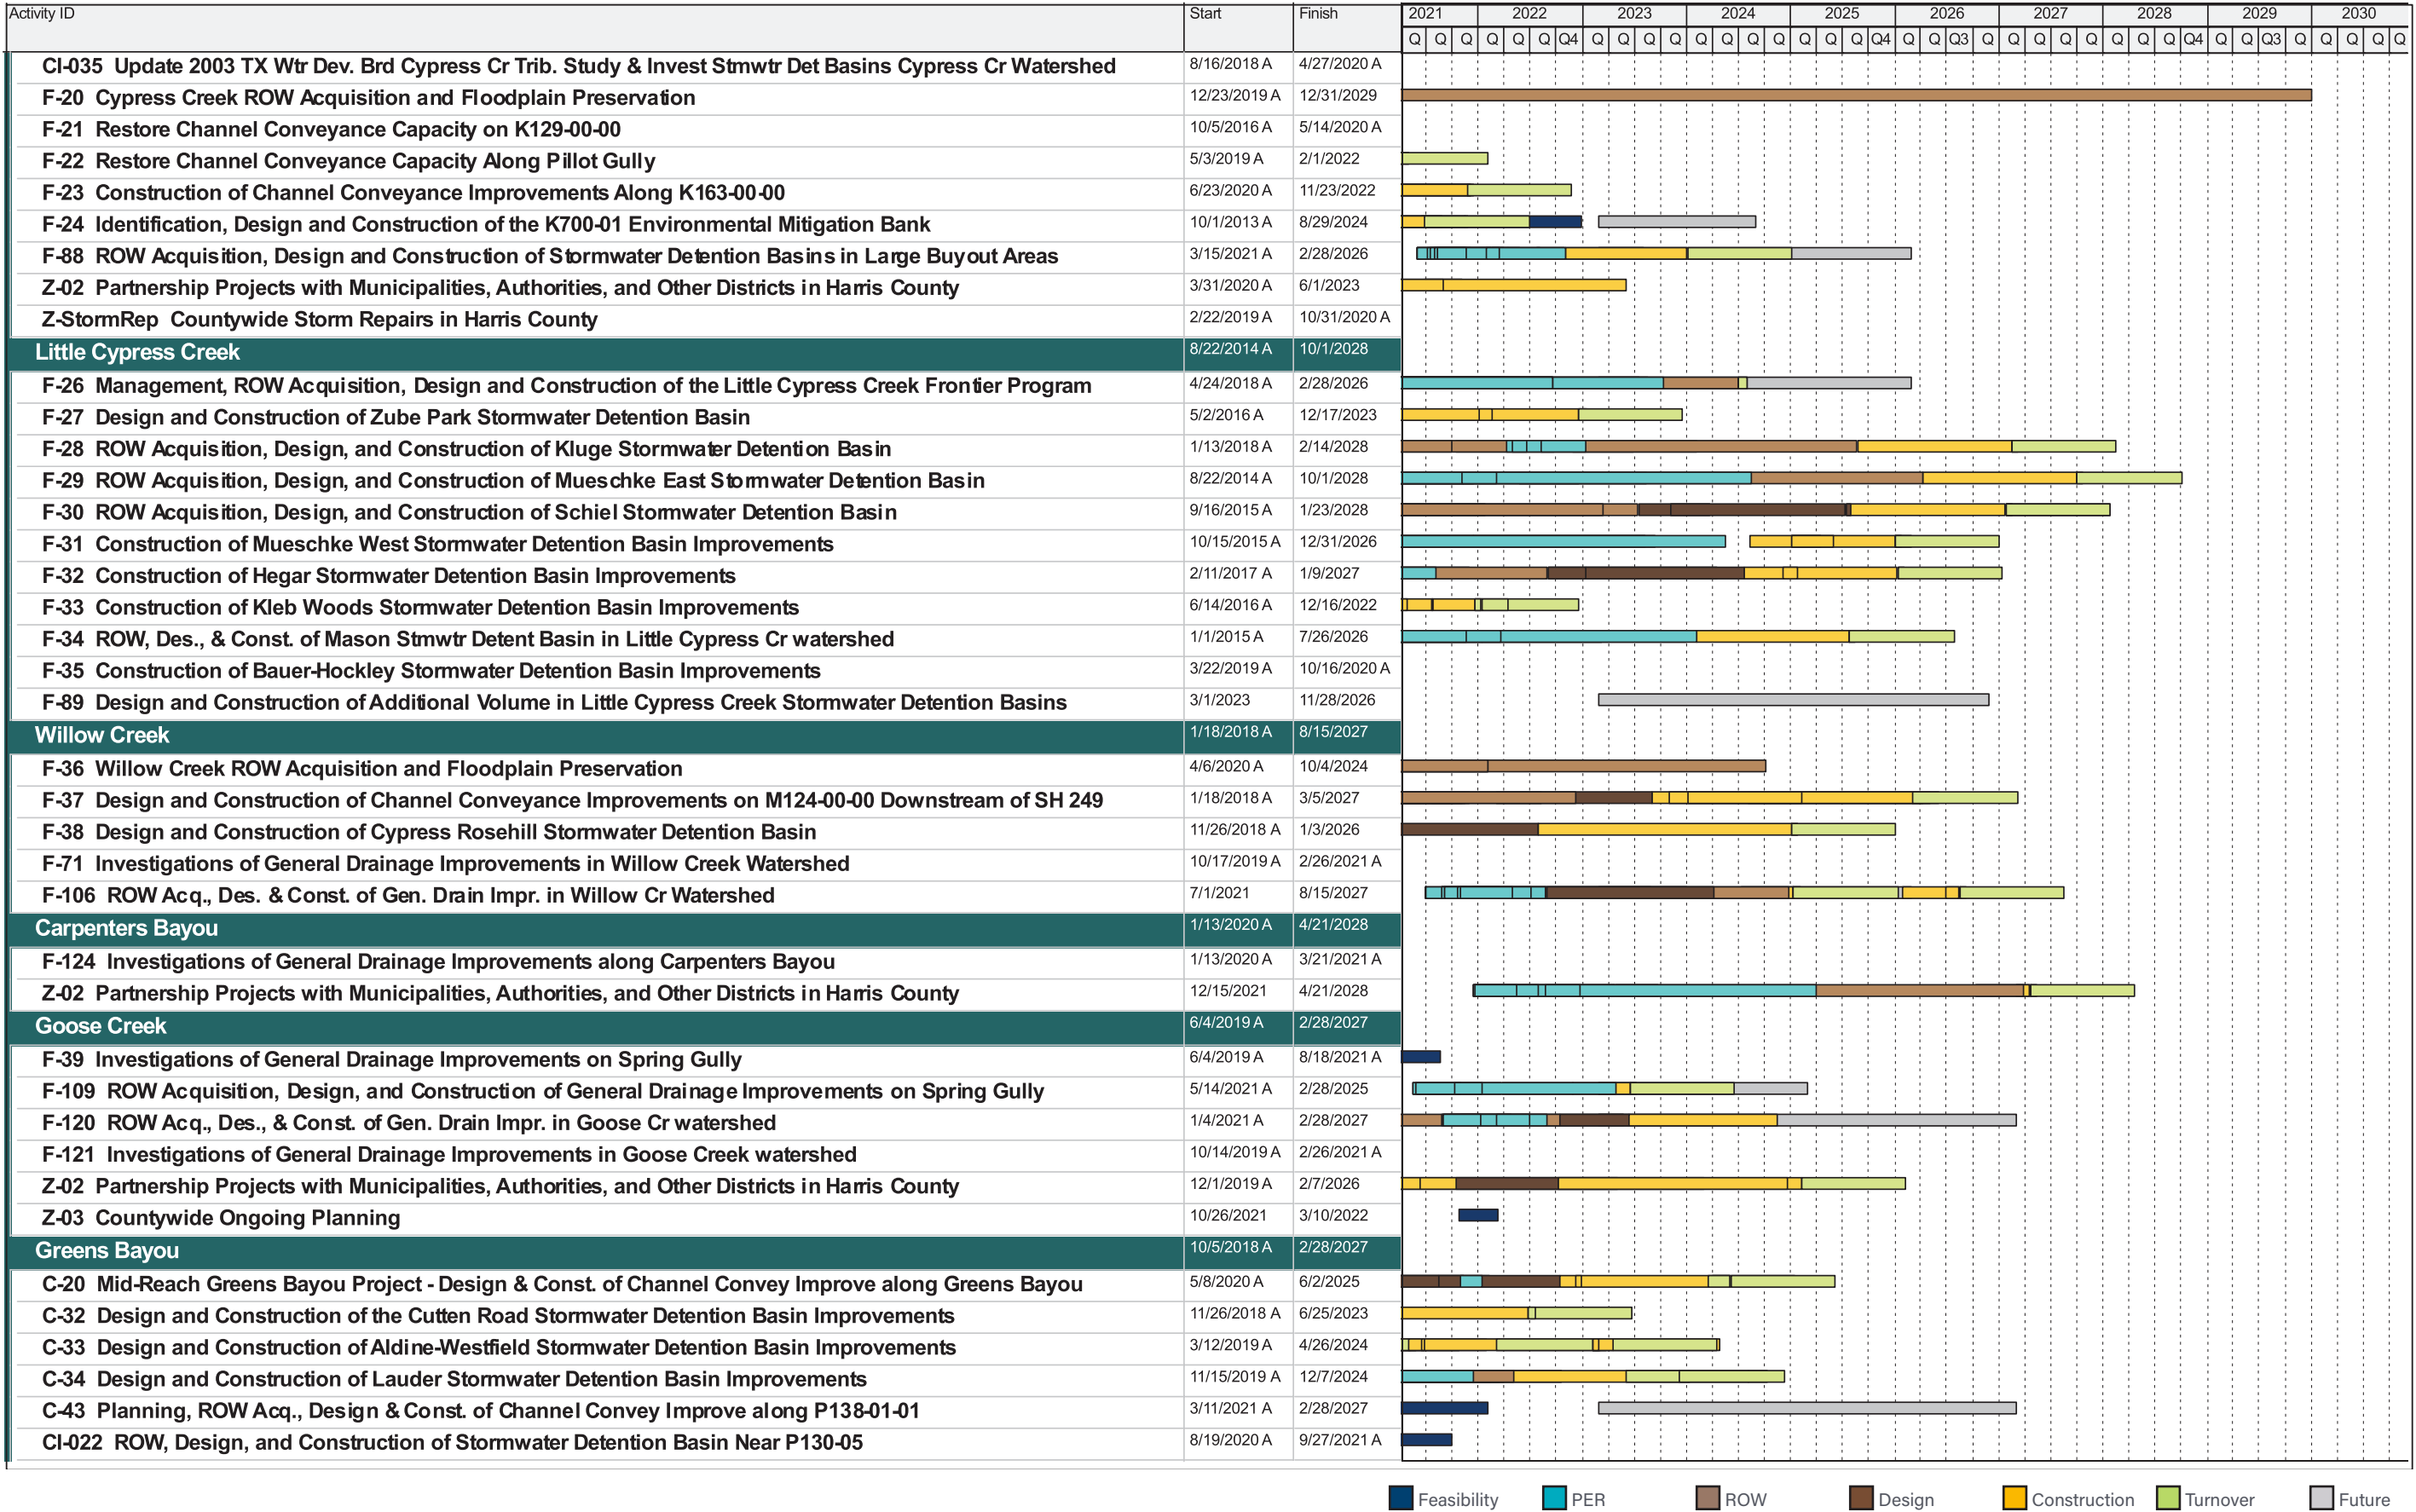 Activity ID Start Finish 2021 2022 2023 2024 2025 2026 2027 2028 2029 2030
Q Q Q Q Q Q Q4 Q Q Q Q Q Q Q Q Q Q Q Q4 Q Q Q3 Q Q Q Q Q Q Q Q Q4 Q Q Q3 Q Q Q Q Q
CI-035 Update 2003 TX Wtr Dev. Brd Cypress Cr Trib. Study & Invest Stmwtr Det Basins Cypress Cr Watershed 8/16/2018 A 4/27/2020 A
F-20 Cypress Creek ROW Acquisition and Floodplain Preservation 12/23/2019 A 12/31/2029
F-21 Restore Channel Conveyance Capacity on K129-00-00 10/5/2016 A 5/14/2020 A
F-22 Restore Channel Conveyance Capacity Along Pillot Gully 5/3/2019 A 2/1/2022
F-23 Construction of Channel Conveyance Improvements Along K163-00-00 6/23/2020 A 11/23/2022
F-24 Identification, Design and Construction of the K700-01 Environmental Mitigation Bank 10/1/2013 A 8/29/2024
F-88 ROW Acquisition, Design and Construction of Stormwater Detention Basins in Large Buyout Areas 3/15/2021 A 2/28/2026
Z-02 Partnership Projects with Municipalities, Authorities, and Other Districts in Harris County 3/31/2020 A 6/1/2023
Z-StormRep Countywide Storm Repairs in Harris County 2/22/2019 A 10/31/2020 A
Little Cypress Creek 8/22/2014 A 10/1/2028
F-26 Management, ROW Acquisition, Design and Construction of the Little Cypress Creek Frontier Program 4/24/2018 A 2/28/2026
F-27 Design and Construction of Zube Park Stormwater Detention Basin 5/2/2016 A 12/17/2023
F-28 ROW Acquisition, Design, and Construction of Kluge Stormwater Detention Basin 1/13/2018 A 2/14/2028
F-29 ROW Acquisition, Design, and Construction of Mueschke East Stormwater Detention Basin 8/22/2014 A 10/1/2028
F-30 ROW Acquisition, Design, and Construction of Schiel Stormwater Detention Basin 9/16/2015 A 1/23/2028
F-31 Construction of Mueschke West Stormwater Detention Basin Improvements 10/15/2015 A 12/31/2026
F-32 Construction of Hegar Stormwater Detention Basin Improvements 2/11/2017 A 1/9/2027
F-33 Construction of Kleb Woods Stormwater Detention Basin Improvements 6/14/2016 A 12/16/2022
F-34 ROW, Des., & Const. of Mason Stmwtr Detent Basin in Little Cypress Cr watershed 1/1/2015 A 7/26/2026
F-35 Construction of Bauer-Hockley Stormwater Detention Basin Improvements 3/22/2019 A 10/16/2020 A
F-89 Design and Construction of Additional Volume in Little Cypress Creek Stormwater Detention Basins 3/1/2023 11/28/2026
Willow Creek 1/18/2018 A 8/15/2027
F-36 Willow Creek ROW Acquisition and Floodplain Preservation 4/6/2020 A 10/4/2024
F-37 Design and Construction of Channel Conveyance Improvements on M124-00-00 Downstream of SH 249 1/18/2018 A 3/5/2027
F-38 Design and Construction of Cypress Rosehill Stormwater Detention Basin 11/26/2018 A 1/3/2026
F-71 Investigations of General Drainage Improvements in Willow Creek Watershed 10/17/2019 A 2/26/2021 A
F-106 ROW Acq., Des. & Const. of Gen. Drain Impr. in Willow Cr Watershed 7/1/2021 8/15/2027
Carpenters Bayou 1/13/2020 A 4/21/2028
F-124 Investigations of General Drainage Improvements along Carpenters Bayou 1/13/2020 A 3/21/2021 A
Z-02 Partnership Projects with Municipalities, Authorities, and Other Districts in Harris County 12/15/2021 4/21/2028
Goose Creek 6/4/2019 A 2/28/2027
F-39 Investigations of General Drainage Improvements on Spring Gully 6/4/2019 A 8/18/2021 A
F-109 ROW Acquisition, Design, and Construction of General Drainage Improvements on Spring Gully 5/14/2021 A 2/28/2025
F-120 ROW Acq., Des., & Const. of Gen. Drain Impr. in Goose Cr watershed 1/4/2021 A 2/28/2027
F-121 Investigations of General Drainage Improvements in Goose Creek watershed 10/14/2019 A 2/26/2021 A
Z-02 Partnership Projects with Municipalities, Authorities, and Other Districts in Harris County 12/1/2019 A 2/7/2026
Z-03 Countywide Ongoing Planning 10/26/2021 3/10/2022
Greens Bayou 10/5/2018 A 2/28/2027
C-20 Mid-Reach Greens Bayou Project - Design & Const. of Channel Convey Improve along Greens Bayou 5/8/2020 A 6/2/2025
C-32 Design and Construction of the Cutten Road Stormwater Detention Basin Improvements 11/26/2018 A 6/25/2023
C-33 Design and Construction of Aldine-Westfield Stormwater Detention Basin Improvements 3/12/2019 A 4/26/2024
C-34 Design and Construction of Lauder Stormwater Detention Basin Improvements 11/15/2019 A 12/7/2024
C-43 Planning, ROW Acq., Design & Const. of Channel Convey Improve along P138-01-01 3/11/2021 A 2/28/2027
CI-022 ROW, Design, and Construction of Stormwater Detention Basin Near P130-05 8/19/2020 A 9/27/2021 A
Feasibility PER ROW Design Construction Turnover Future